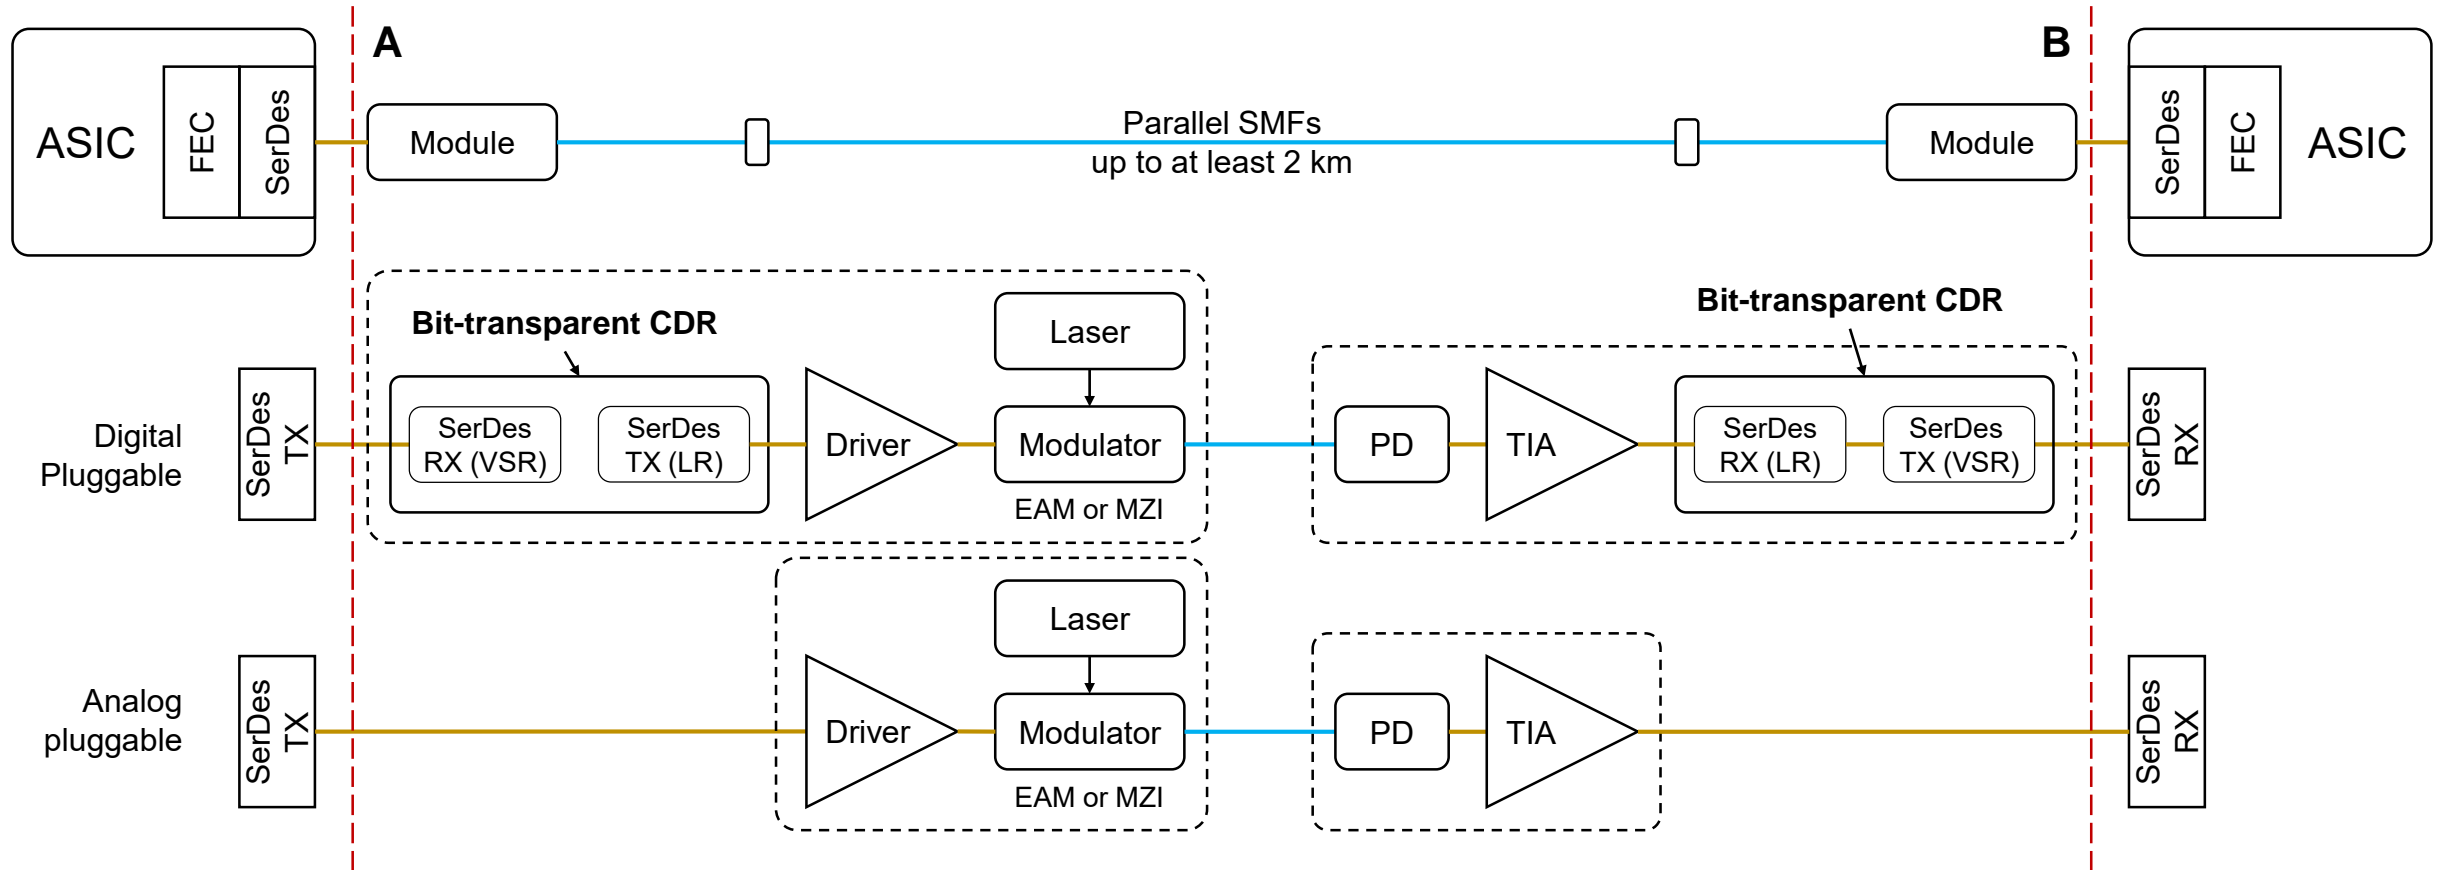 A
B
ASIC
FEC
SerDes
Module
Parallel SMFs
up to at least 2 km
Module
SerDes
FEC
ASIC
Digital
Pluggable
SerDes
TX
Bit-transparent CDR
SerDes
RX (VSR)
SerDes
TX (LR)
Driver
Laser
Modulator
EAM or MZI
PD
TIA
Bit-transparent CDR
SerDes
RX (LR)
SerDes
TX (VSR)
SerDes
RX
Analog
pluggable
SerDes
TX
Driver
Laser
Modulator
EAM or MZI
PD
TIA
SerDes
RX